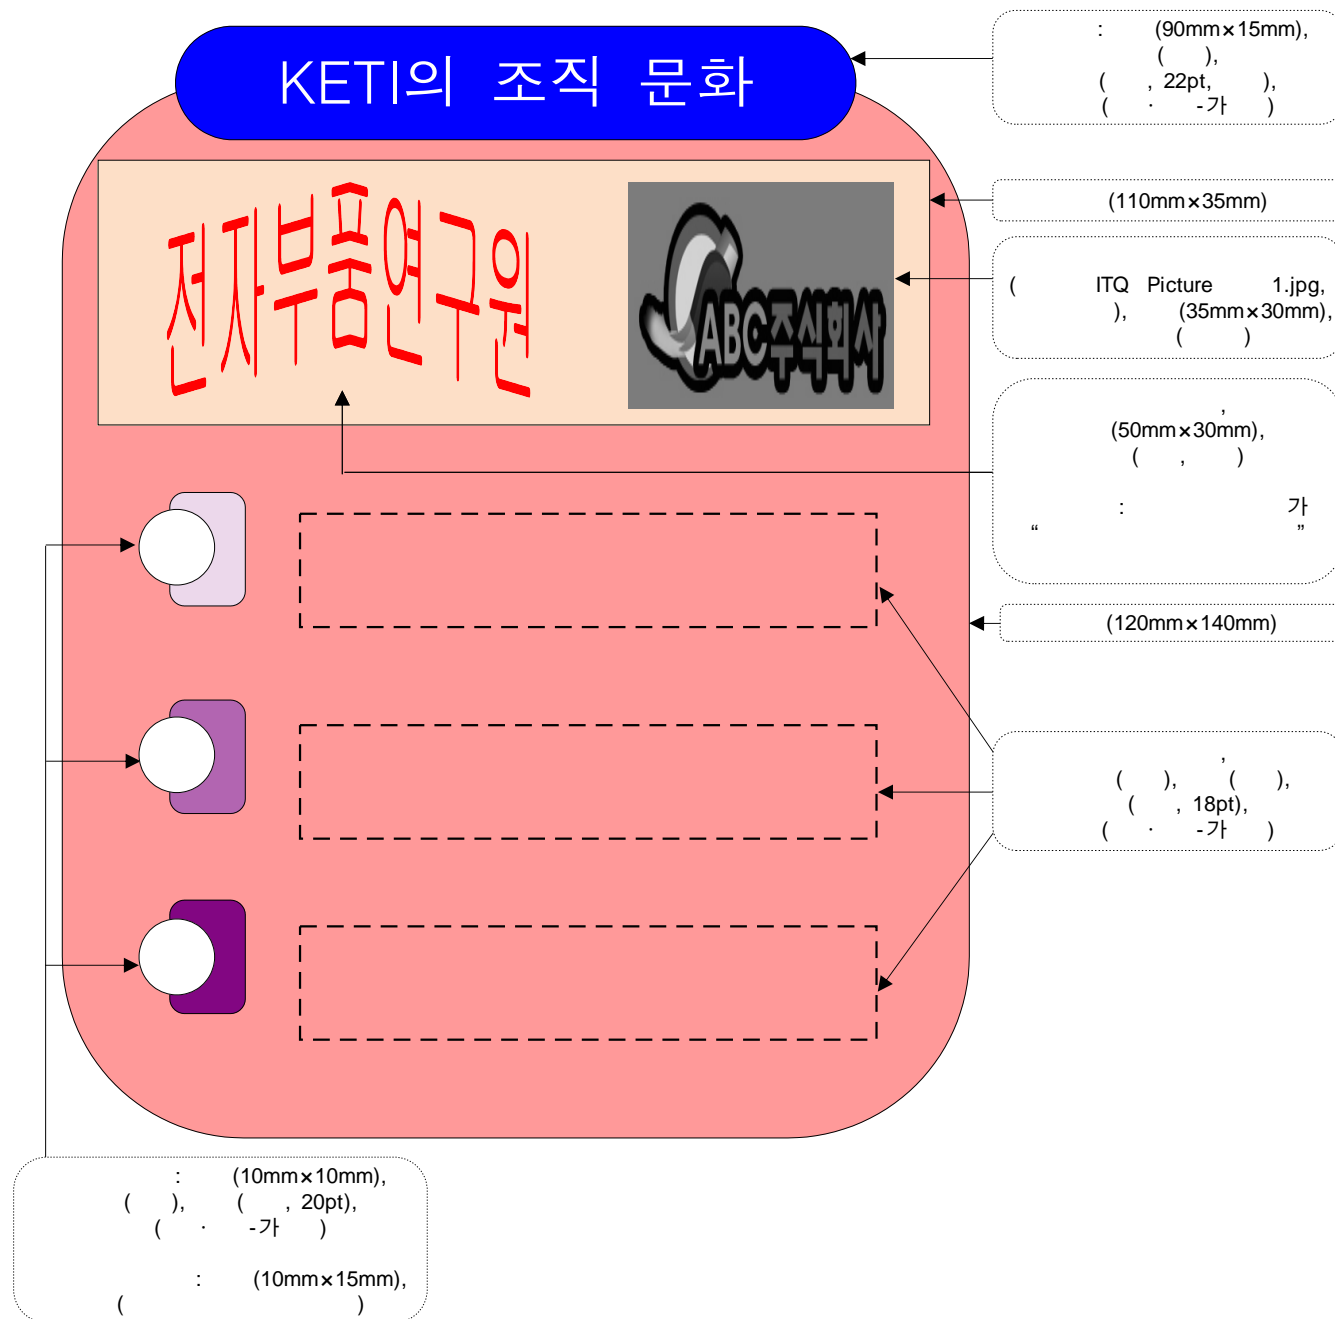 KETI의 조직 문화
전자부품연구원
ABC주식회사
: (90mm×15mm),
( ),
( , 22pt, ),
( · -가 )
(110mm×35mm)
( ITQ Picture 1.jpg,
), (35mm×30mm),
( )
,
(50mm×30mm),
( , )
: 가
“ ”
(120mm×140mm)
,
( ), ( ),
( , 18pt),
( · -가 )
: (10mm×10mm),
( ), ( , 20pt),
( · -가 )
: (10mm×15mm),
( )